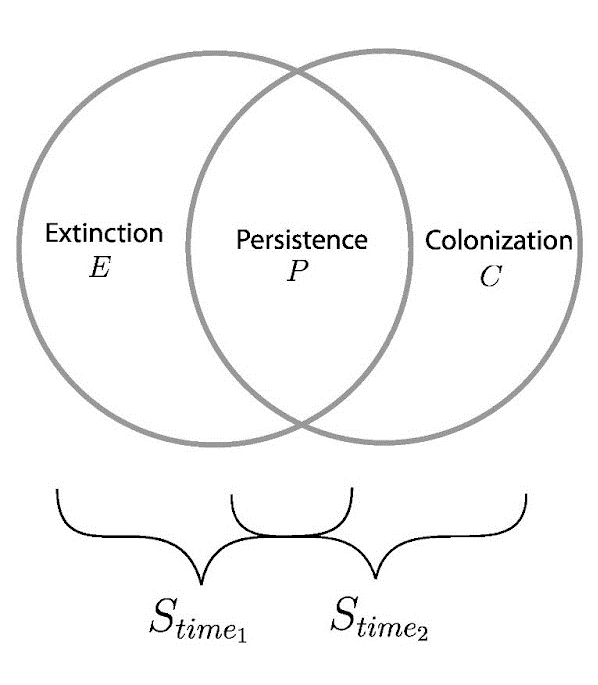 Extinction
E
Persistence
P
Colonization
C
S_{time_1}
S_{time_2}